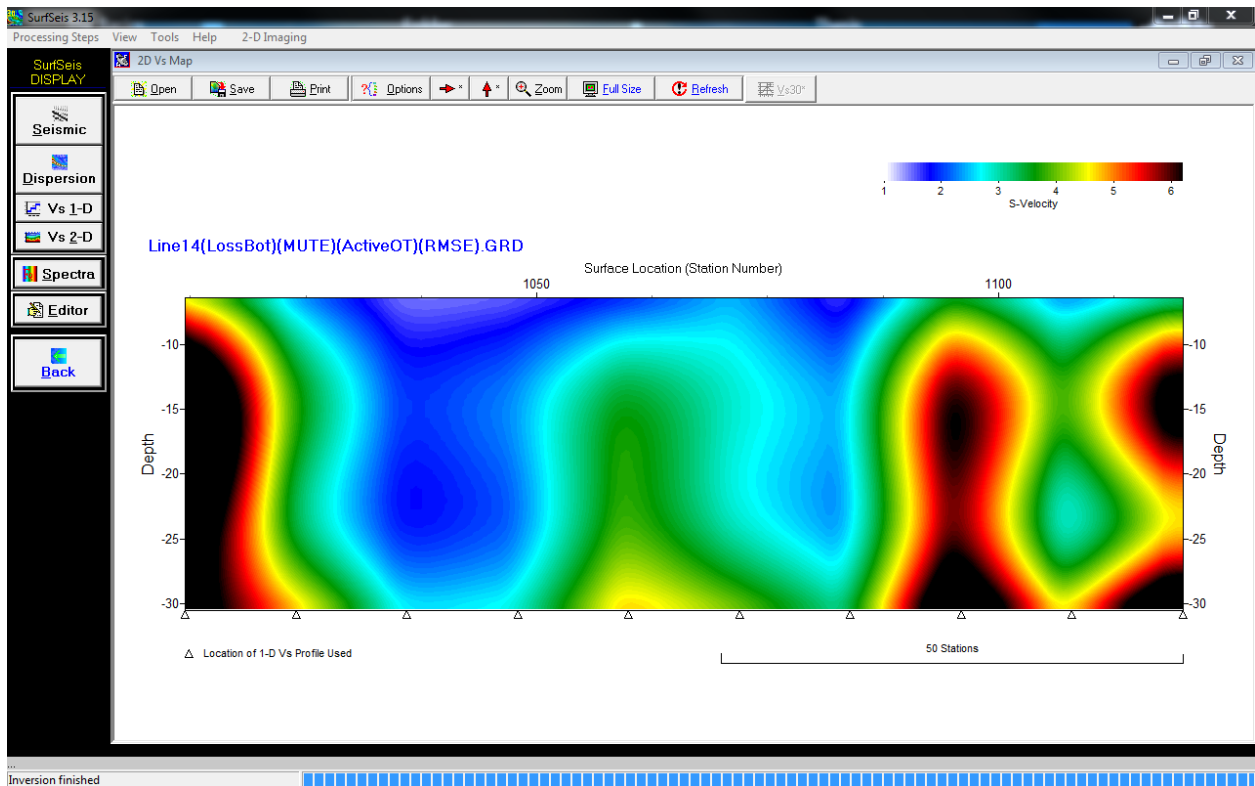 SurfSeis 3.15
Processing Steps View Tools Help 2-D Imaging
SurfSeis
DISPLAY
2D Vs Map
Open Save Print ?{} Options Zoom Full Size Refresh Vs30*
Seismic
Dispersion
Vs 1-D
Vs 2-D
Spectra
Editor
Back
1 2 3 4 5 6
S-Velocity
Line14(LossBot)(MUTE)(ActiveOT)(RMSE).GRD
Surface Location (Station Number)
1050 1100
-10 -10
-15 -15
Depth Depth
-20 -20
-25 -25
-30 -30
Location of 1-D Vs Profile Used
50 Stations
...
Inversion finished